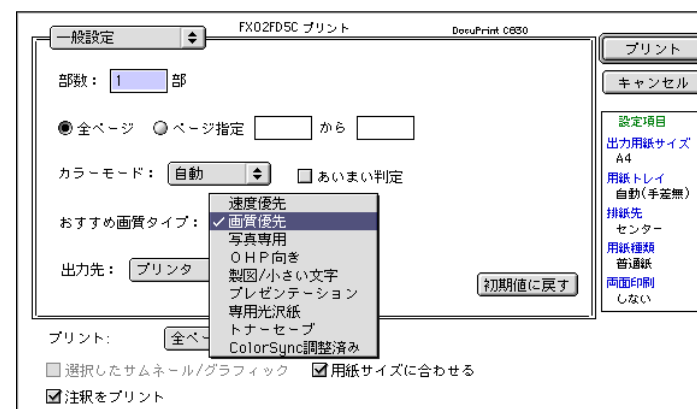 FX02FD5C プリント
DocuPrint C830
一般設定
プリント
キャンセル
部数： 1 部
全ページ ページ指定 から
カラーモード： 自動 あいまい判定
おすすめ画質タイプ：
速度優先
✓画質優先
写真専用
ＯＨＰ向き
製図/小さい文字
プレゼンテーション
専用光沢紙
トナーセーブ
ColorSync調整済み
出力先： プリンタ
初期値に戻す
設定項目
出力用紙サイズ
A4
用紙トレイ
自動(手差無)
排紙先
センター
用紙種類
普通紙
両面印刷
しない
プリント： 全ペー
選択したサムネール/グラフィック 用紙サイズに合わせる
注釈をプリント